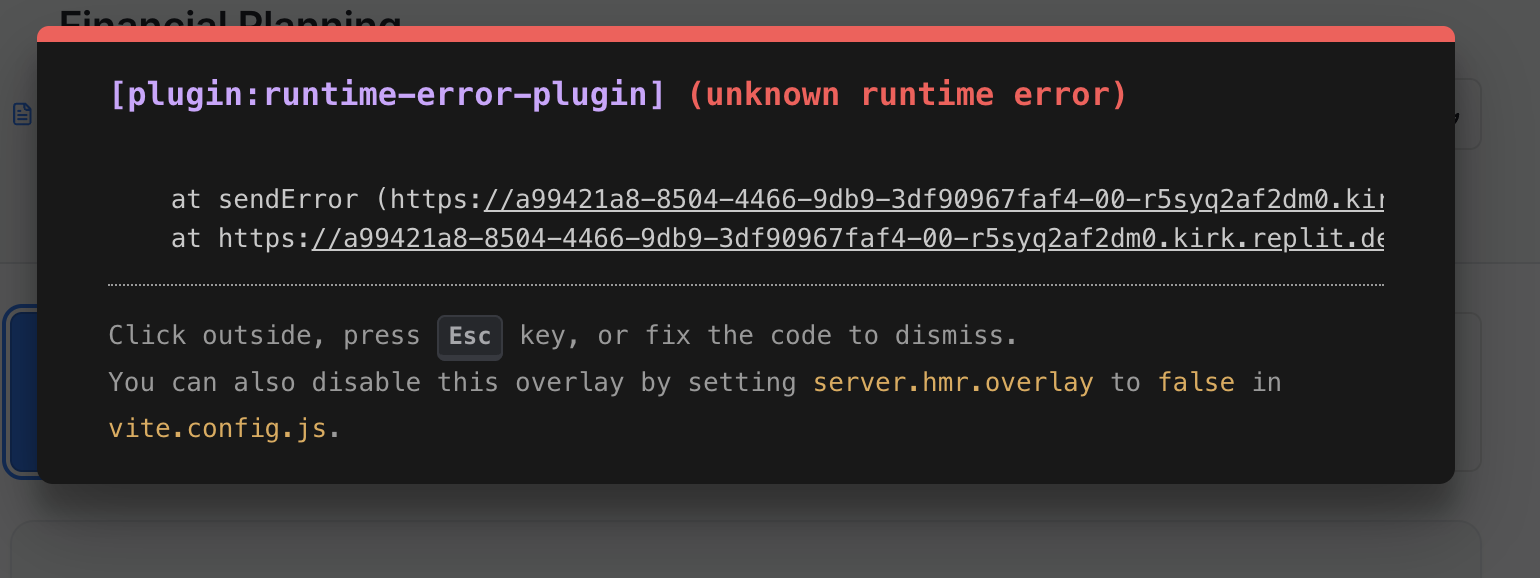 Financial Planning
[plugin:runtime-error-plugin] (unknown runtime error)
at sendError (https://a99421a8-8504-4466-9db9-3df90967faf4-00-r5syq2af2dm0.kir
at https://a99421a8-8504-4466-9db9-3df90967faf4-00-r5syq2af2dm0.kirk.replit.de
Click outside, press Esc key, or fix the code to dismiss.
You can also disable this overlay by setting server.hmr.overlay to false in
vite.config.js.